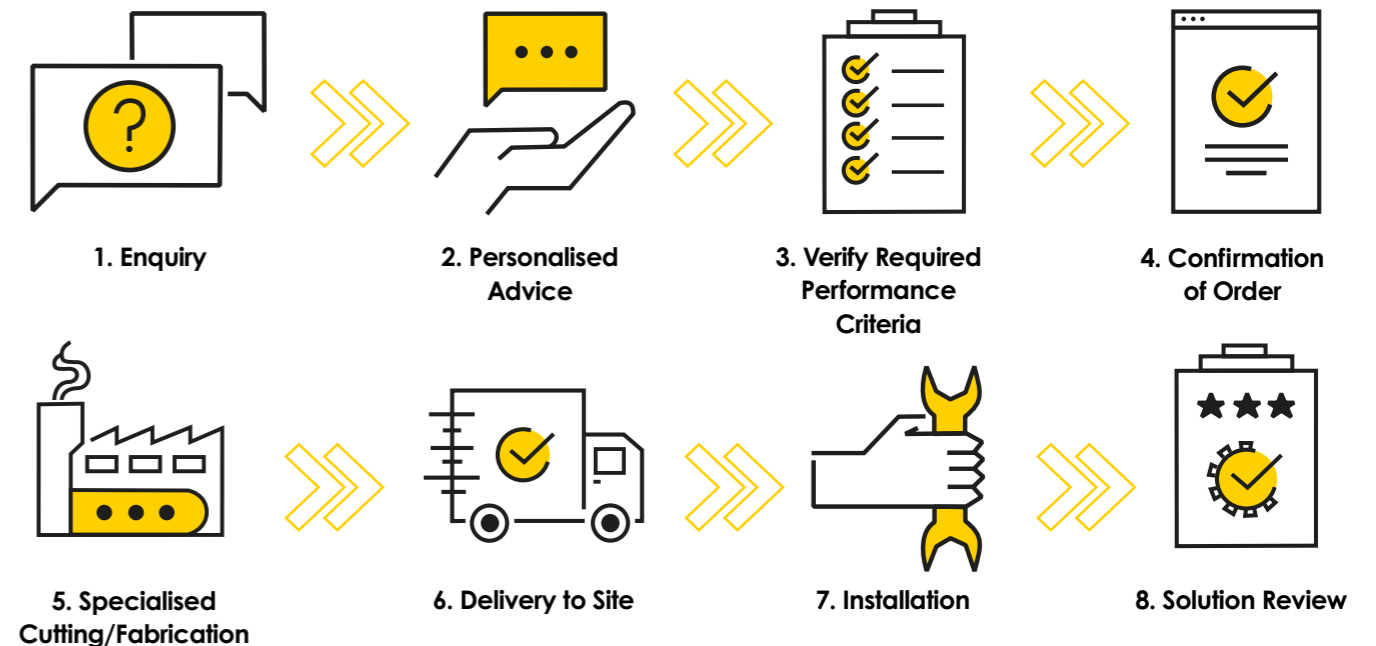 1. Enquiry
2. Personalised
Advice
3. Verify Required
Performance
Criteria
4. Confirmation
of Order
5. Specialised
Cutting/Fabrication
6. Delivery to Site
7. Installation
8. Solution Review